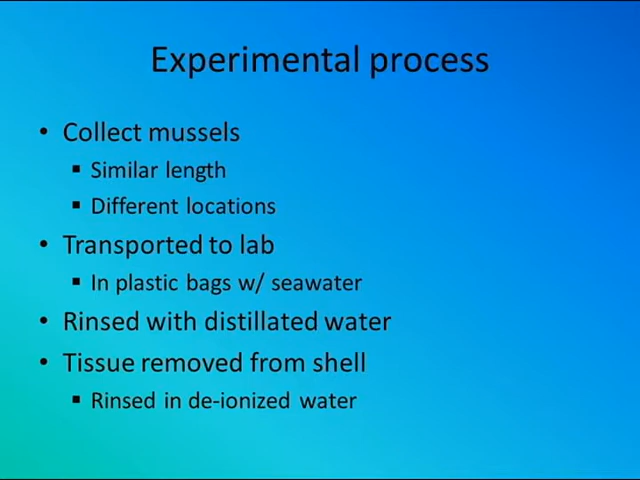 Experimental process
• Collect mussels
▪ Similar length
▪ Different locations
• Transported to lab
▪ In plastic bags w/ seawater
• Rinsed with distillated water
• Tissue removed from shell
▪ Rinsed in de-ionized water